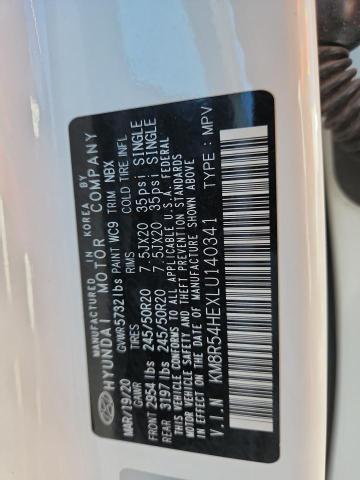 MANUFACTURED IN KOREA BY
HYUNDAI MOTOR COMPANY
MAR/19/20 GVWR 5732 lbs PAINT WC9 TRIM NBX
GAWR TIRES RIMS COLD TIRE INFL
FRONT 2954 lbs 245/50R20 7.5JX20 35psi SINGLE
REAR 3197 lbs 245/50R20 7.5JX20 35psi SINGLE
THIS VEHICLE CONFORMS TO ALL APPLICABLE U.S.A. FEDERAL
MOTOR VEHICLE SAFETY STANDARDS IN EFFECT ON
THE DATE OF MANUFACTURE SHOWN ABOVE
V.I.N KM8R54HEXLU140341 TYPE: MPV